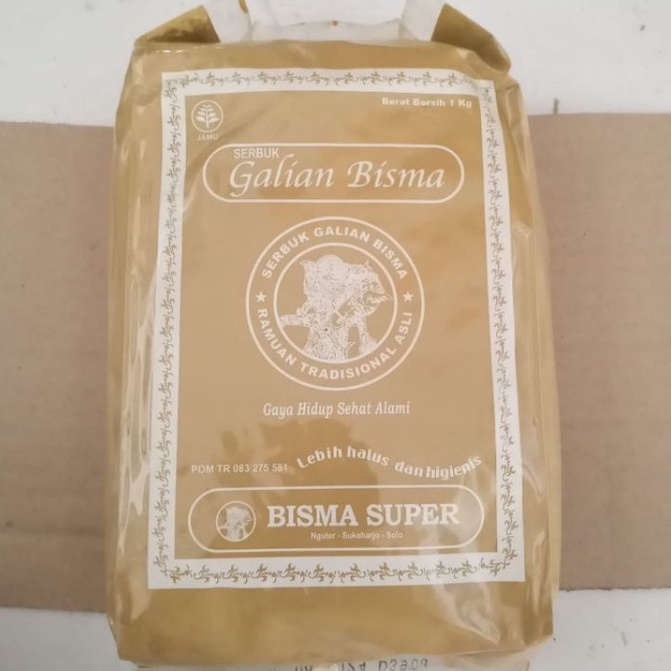 Berat Bersih 1 Kg
JAMU
SERBUK
Galian Bisma
SERBUK GALIAN BISMA
RAMUAN TRADISIONAL ASLI
Gaya Hidup Sehat Alami
Lebih halus dan higienis
POM TR 083 275 581
BISMA SUPER
Nguter - Sukoharjo - Solo